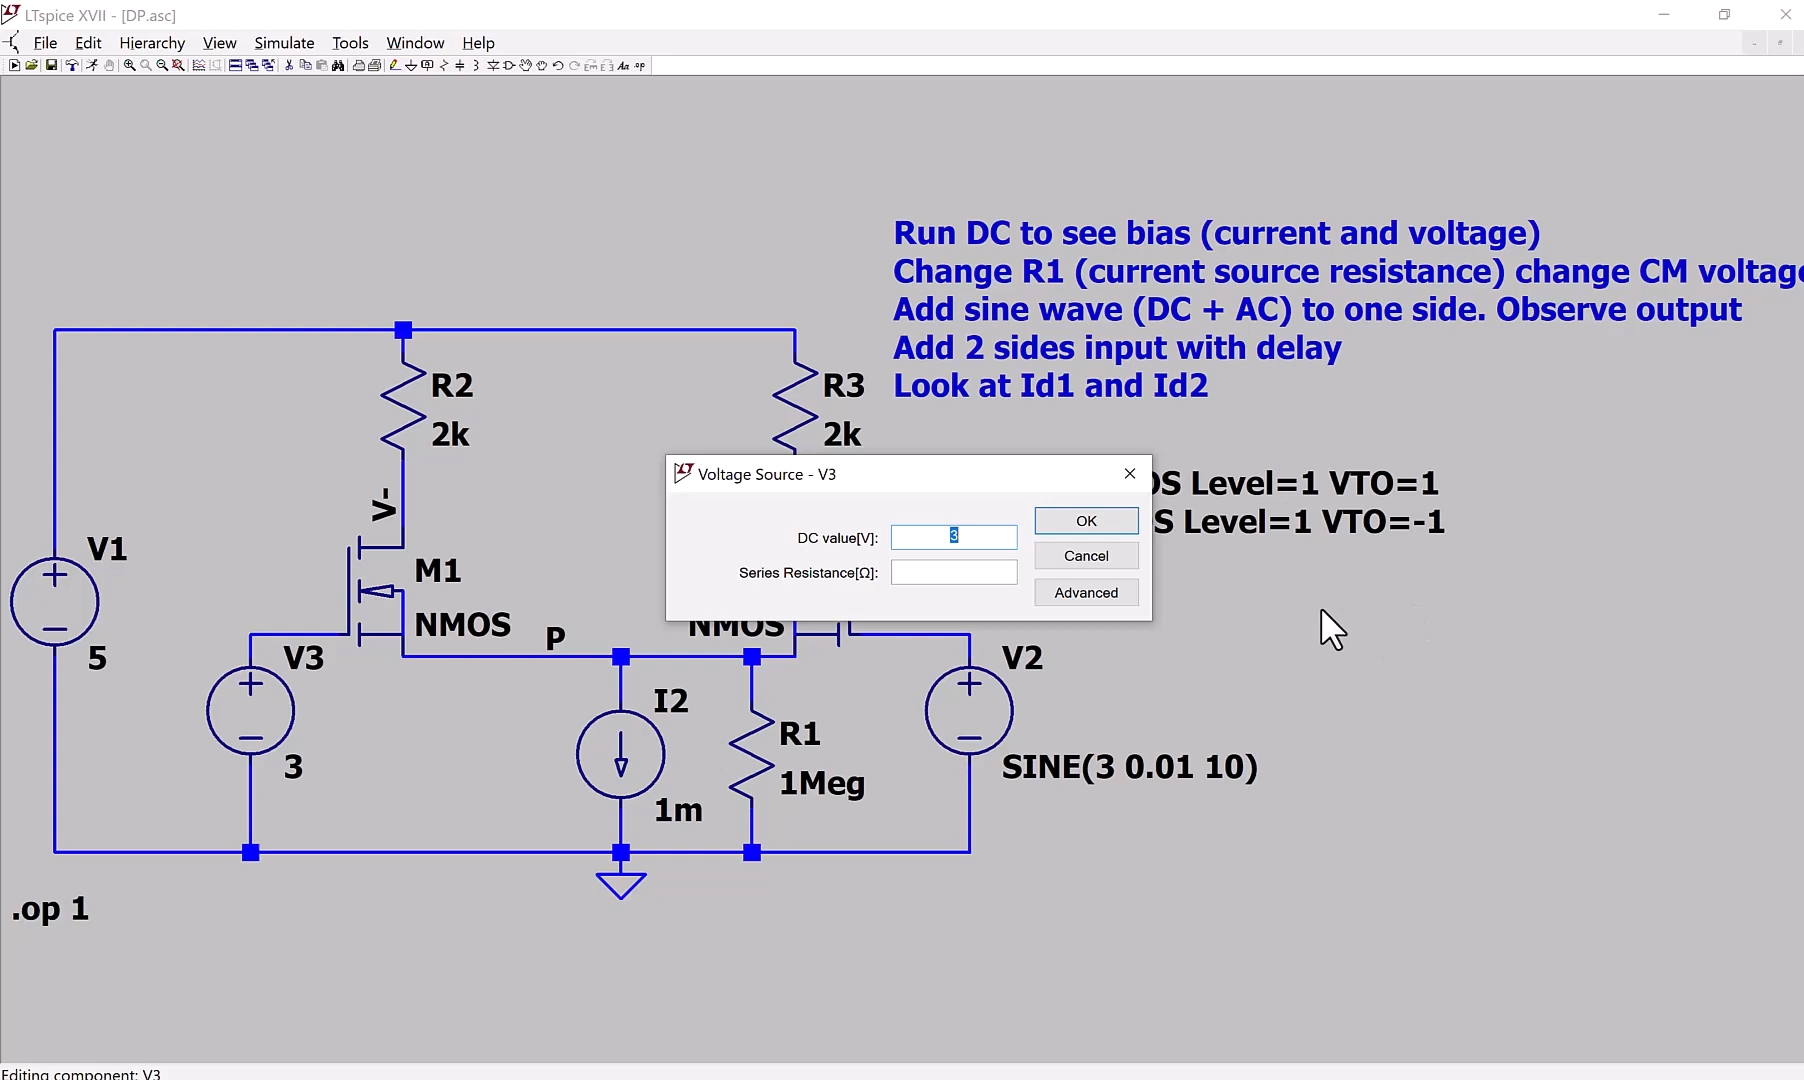 LTspice XVII - [DP.asc]
File Edit Hierarchy View Simulate Tools Window Help
Run DC to see bias (current and voltage)
Change R1 (current source resistance) change CM voltage
Add sine wave (DC + AC) to one side. Observe output
Add 2 sides input with delay
Look at Id1 and Id2
R2
2k
R3
2k
V-
OS Level=1 VTO=1
S Level=1 VTO=-1
Voltage Source - V3
DC value[V]: 3
Series Resistance[Ω]:
OK
Cancel
Advanced
V1
5
M1
NMOS
P
NMOS
V3
3
I2
1m
R1
1Meg
V2
SINE(3 0.01 10)
.op 1
Editing component: V3